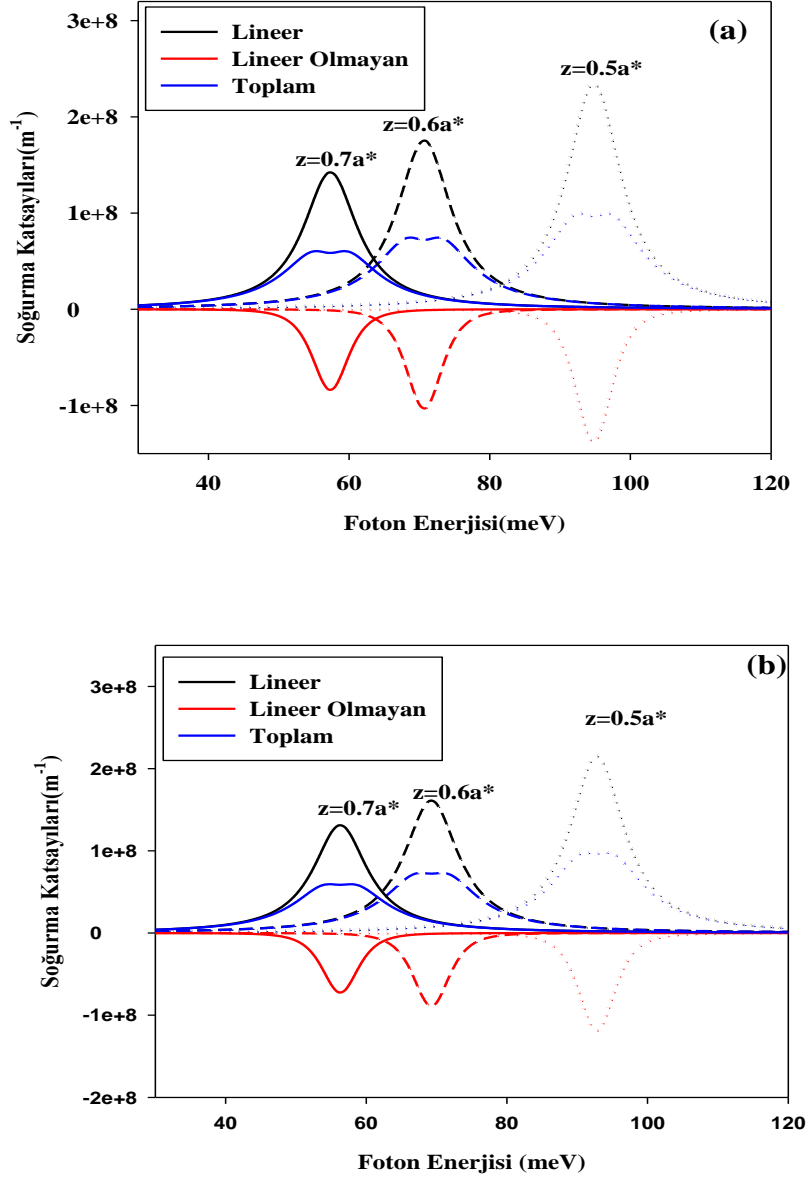 3e+8
2e+8
1e+8
0
-1e+8
Soğurma Katsayıları(m-1)
Lineer
Lineer Olmayan
Toplam
(a)
z=0.5a*
z=0.6a*
z=0.7a*
40 60 80 100 120
Foton Enerjisi(meV)
3e+8
2e+8
1e+8
0
-1e+8
-2e+8
Soğurma Katsayıları(m-1)
Lineer
Lineer Olmayan
Toplam
(b)
z=0.5a*
z=0.7a* z=0.6a*
40 60 80 100 120
Foton Enerjisi (meV)